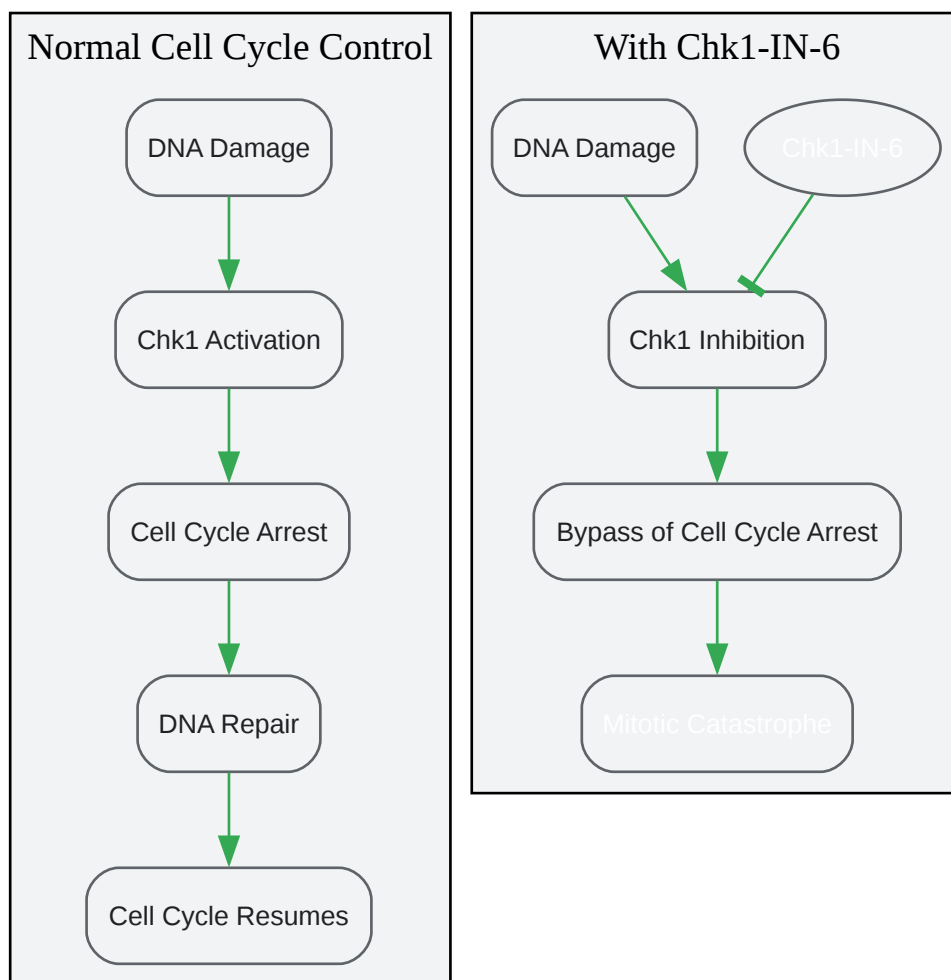 Normal Cell Cycle Control
DNA Damage
Chk1 Activation
Cell Cycle Arrest
DNA Repair
Cell Cycle Resumes
With Chk1-IN-6
DNA Damage
Chk1-IN-6
Chk1 Inhibition
Bypass of Cell Cycle Arrest
Mitotic Catastrophe